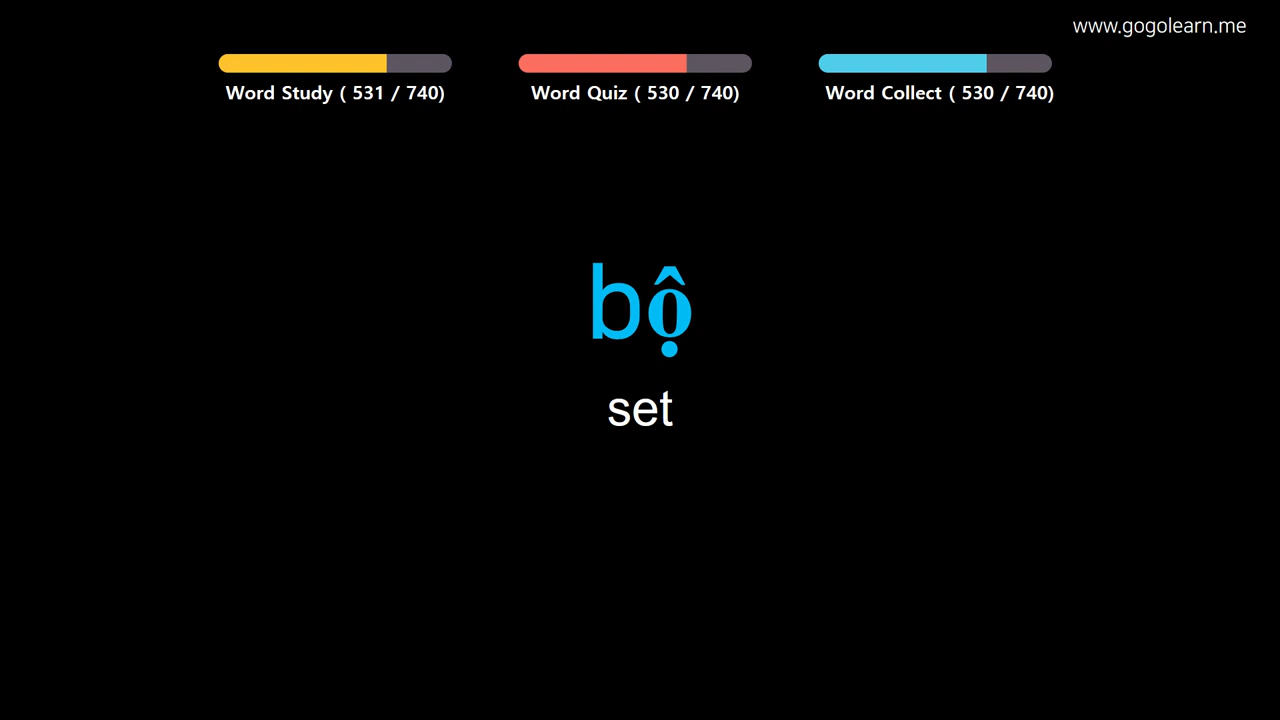 www.gogolearn.me
Word Study ( 531 / 740)
Word Quiz ( 530 / 740)
Word Collect ( 530 / 740)
bộ
set